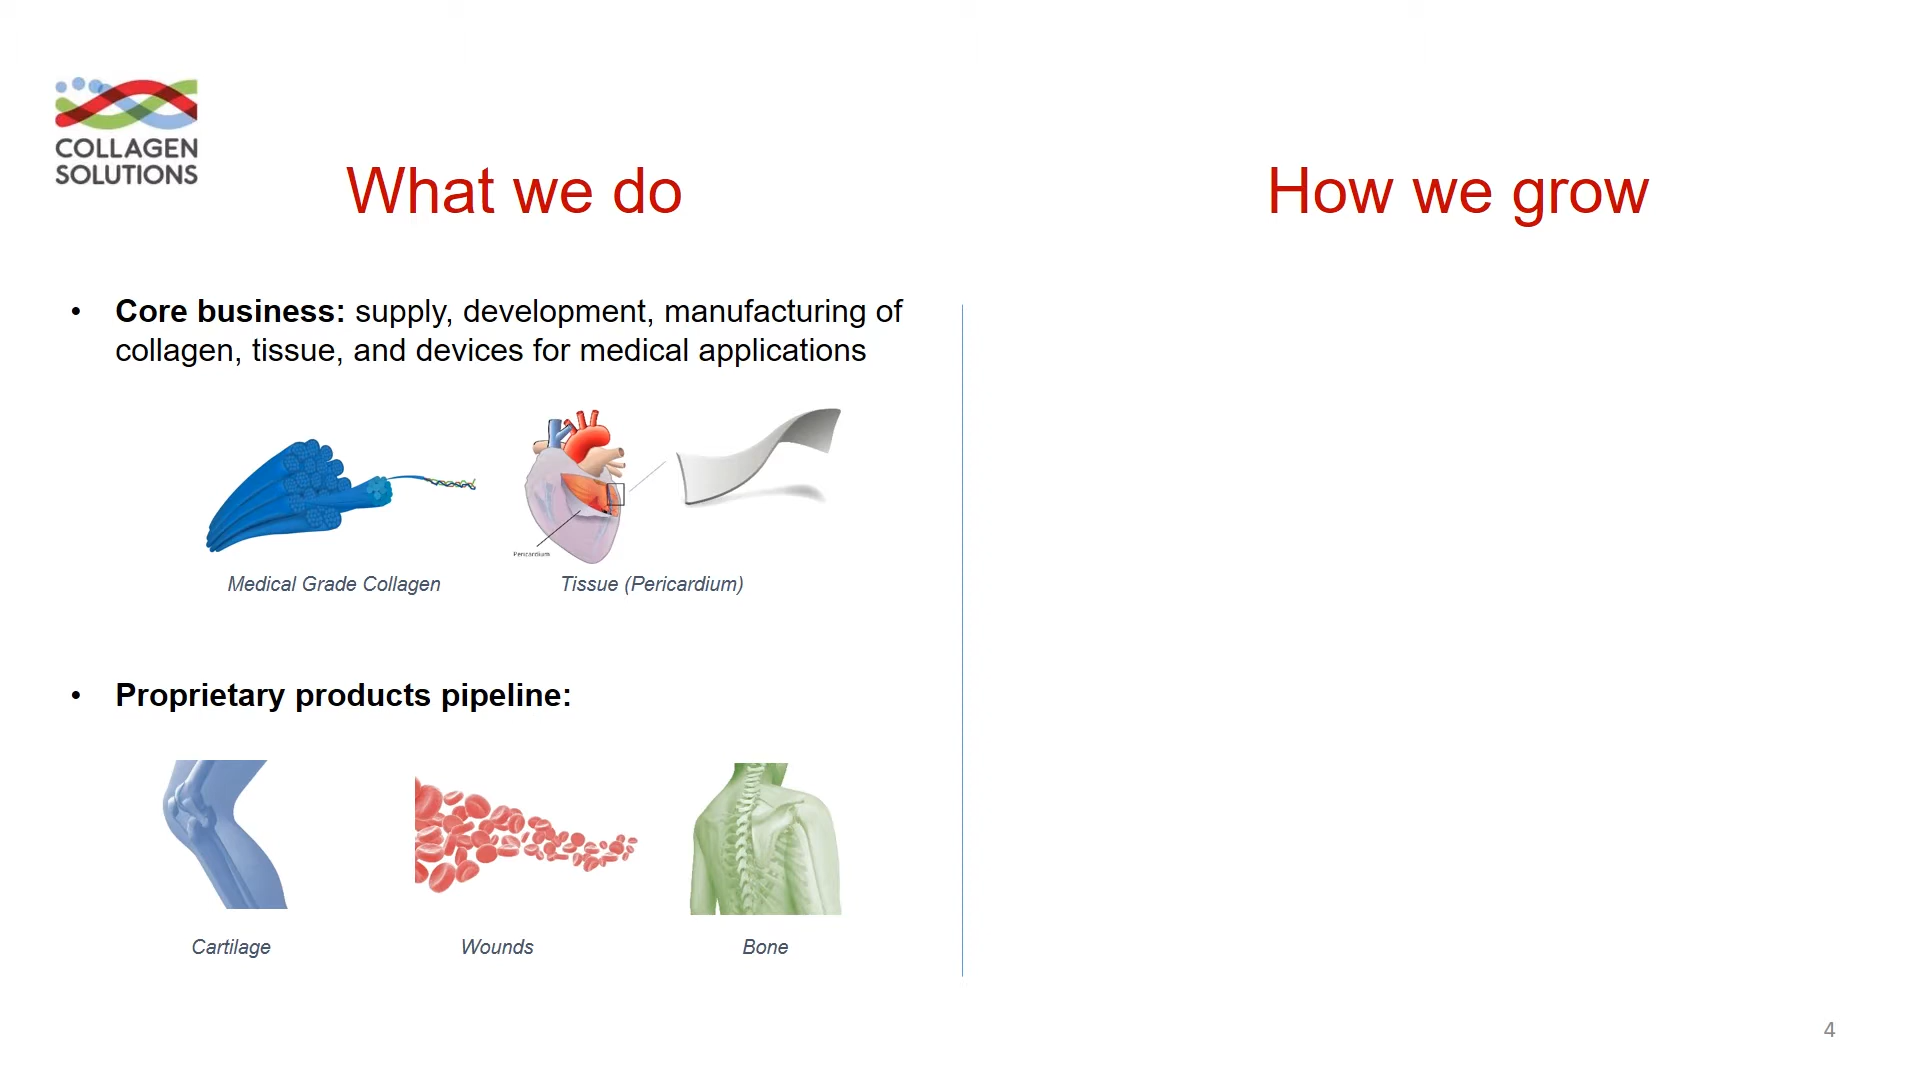 COLLAGEN
SOLUTIONS
What we do
How we grow
• Core business: supply, development, manufacturing of
collagen, tissue, and devices for medical applications
Pericardium
Medical Grade Collagen
Tissue (Pericardium)
• Proprietary products pipeline:
Cartilage
Wounds
Bone
4